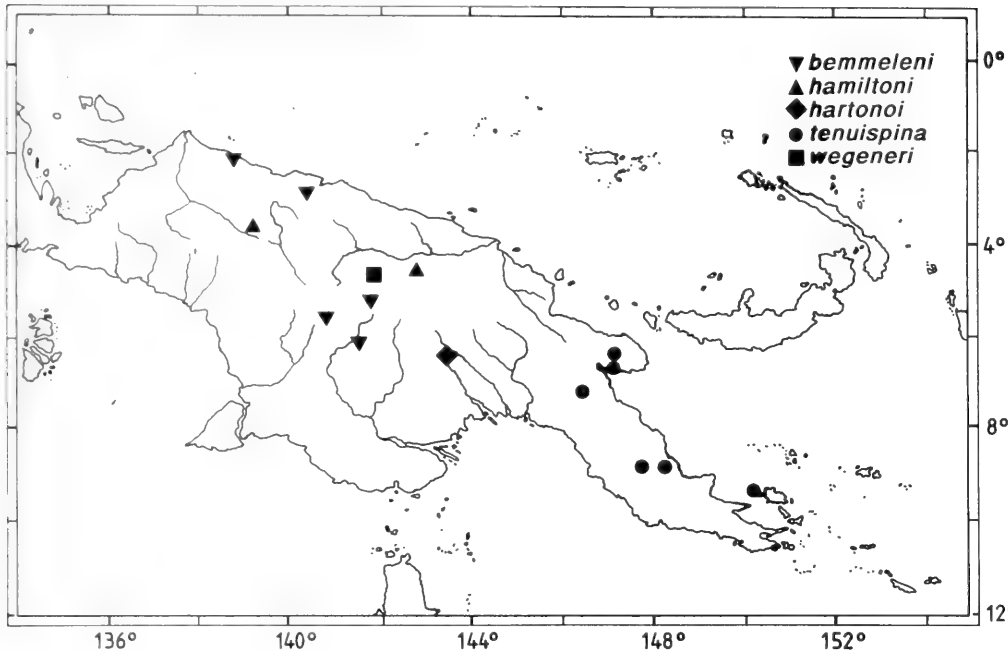 ▼ bemmeleni
▲ hamiltoni
◆ hartonoi
● tenuispina
■ wegeneri
0°
4°
8°
12
136° 140° 144° 148° 152°